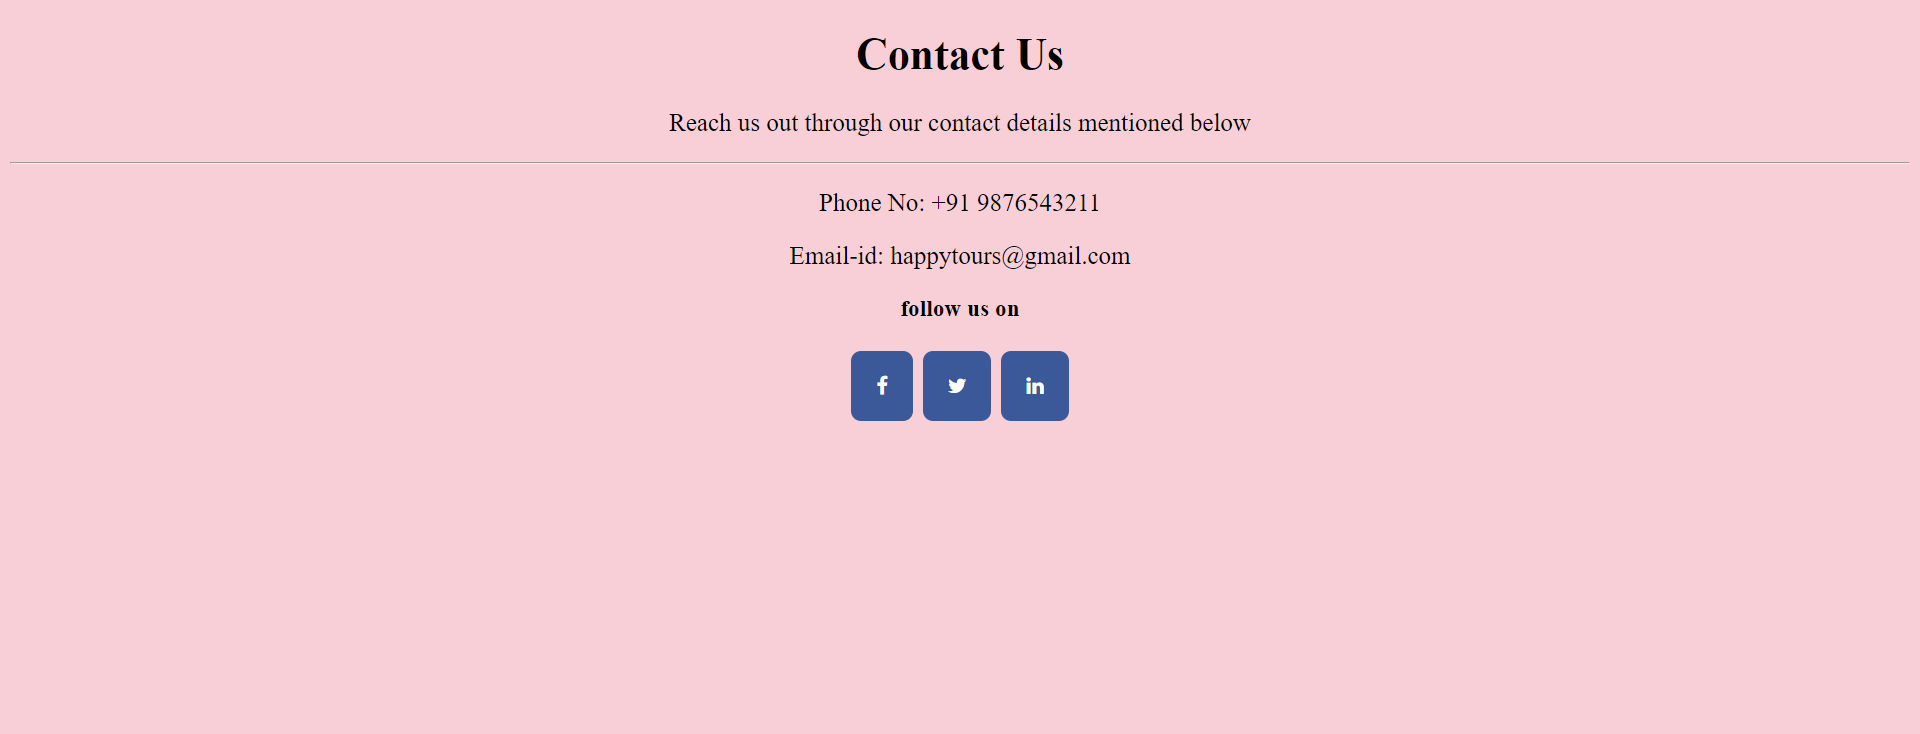 Contact Us
Reach us out through our contact details mentioned below
Phone No: +91 9876543211
Email-id: happytours@gmail.com
follow us on